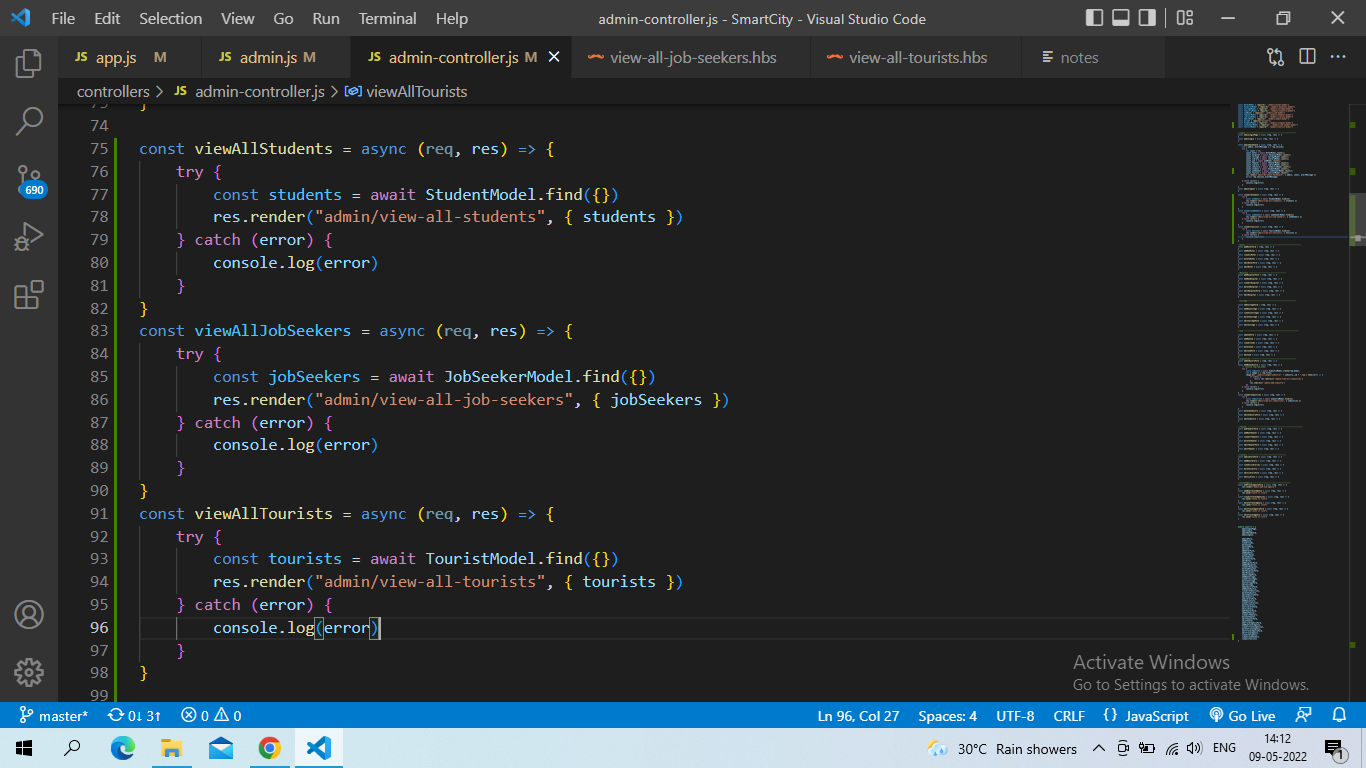 File Edit Selection View Go Run Terminal Help admin-controller.js - SmartCity - Visual Studio Code
JS app.js M JS admin.js M JS admin-controller.js M view-all-job-seekers.hbs view-all-tourists.hbs notes
controllers > JS admin-controller.js > viewAllTourists
73 }
74
75 const viewAllStudents = async (req, res) => {
76 try {
77 const students = await StudentModel.find({})
78 res.render("admin/view-all-students", { students })
79 } catch (error) {
80 console.log(error)
81 }
82 }
83 const viewAllJobSeekers = async (req, res) => {
84 try {
85 const jobSeekers = await JobSeekerModel.find({})
86 res.render("admin/view-all-job-seekers", { jobSeekers })
87 } catch (error) {
88 console.log(error)
89 }
90 }
91 const viewAllTourists = async (req, res) => {
92 try {
93 const tourists = await TouristModel.find({})
94 res.render("admin/view-all-tourists", { tourists })
95 } catch (error) {
96 console.log(error)
97 }
98 }
99
690
Activate Windows
Go to Settings to activate Windows.
master* 0↓ 3↑ 0 0 Ln 96, Col 27 Spaces: 4 UTF-8 CRLF {} JavaScript Go Live
30°C Rain showers ENG 14:12
09-05-2022 1